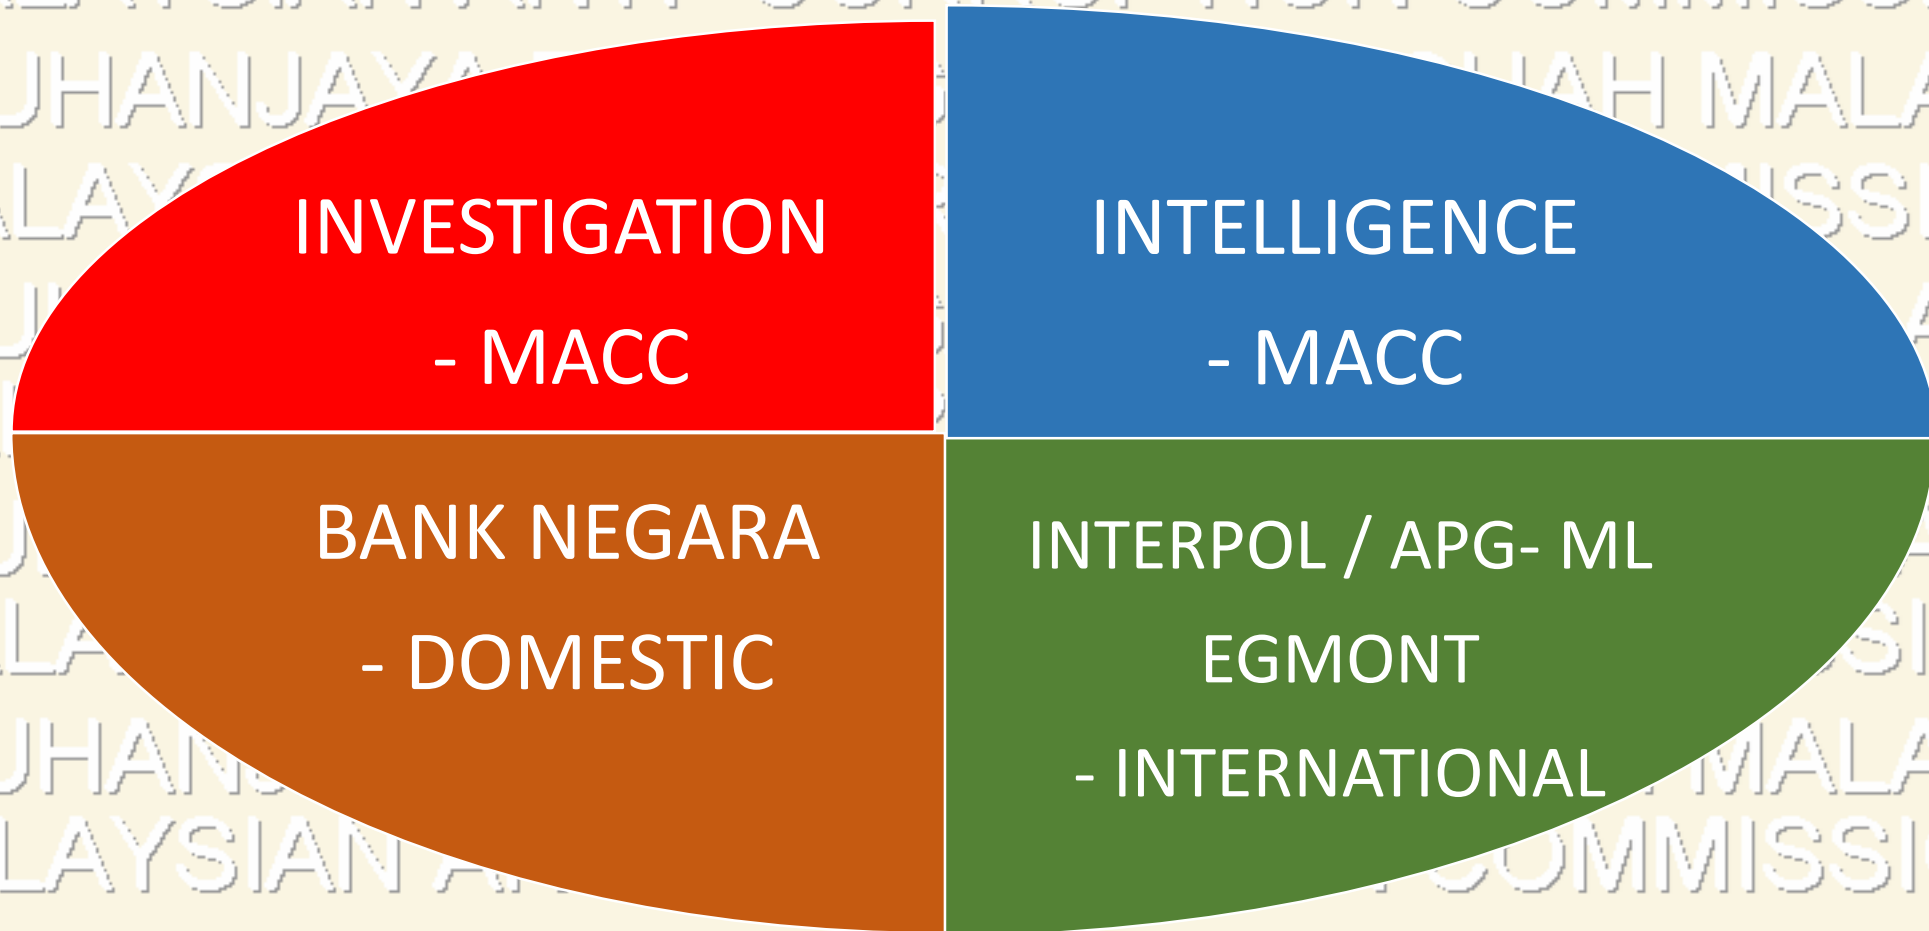 INVESTIGATION
- MACC
INTELLIGENCE
- MACC
BANK NEGARA
- DOMESTIC
INTERPOL / APG- ML
EGMONT
- INTERNATIONAL